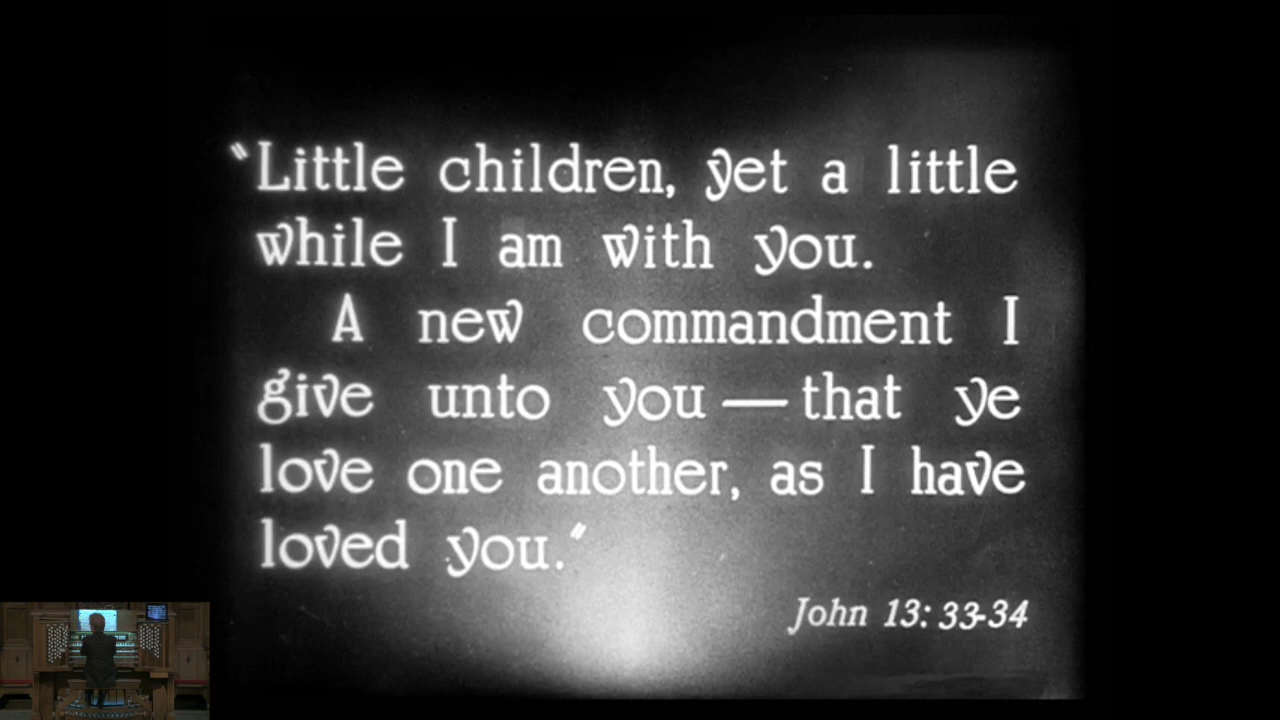 "Little children, yet a little
while I am with you.
A new commandment I
give unto you — that ye
love one another, as I have
loved you."
John 13: 33-34